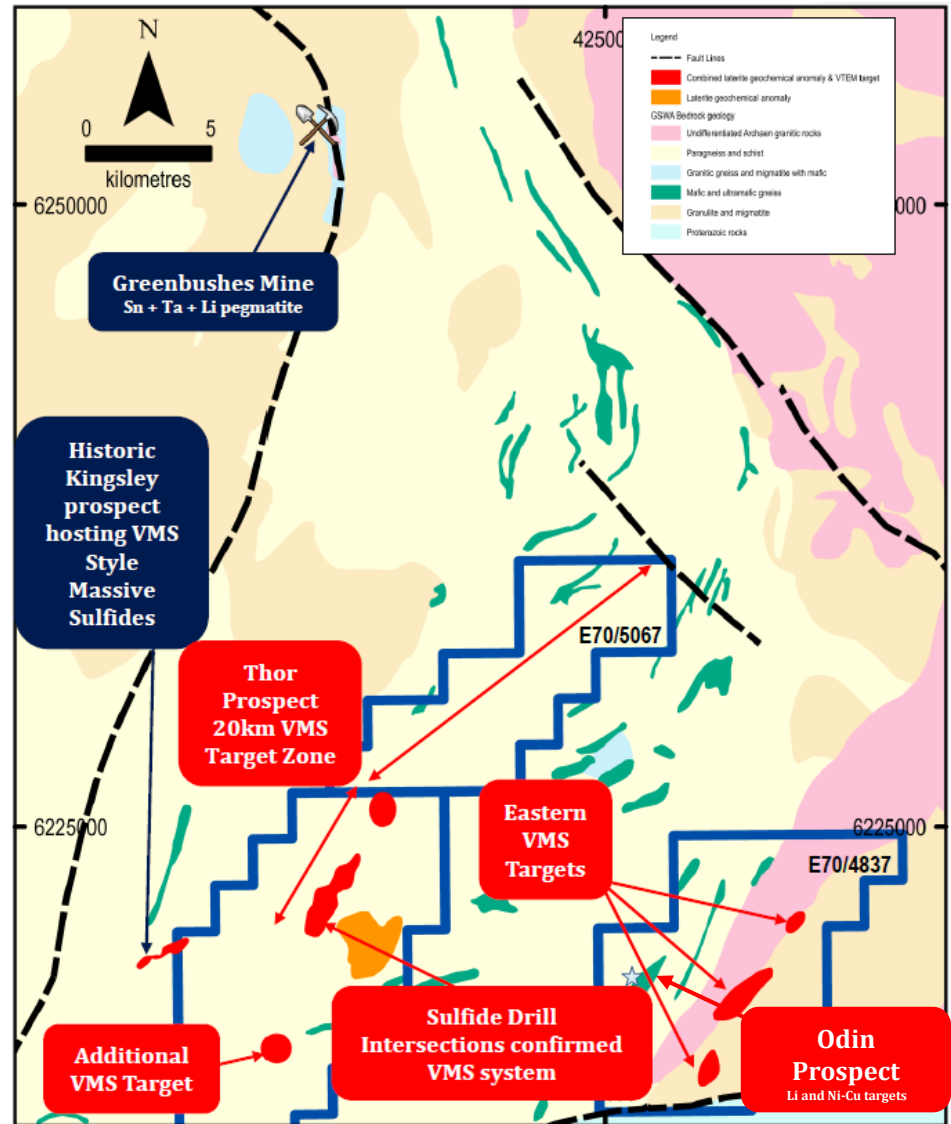 N
0 5
kilometres
42500
Legend
Fault Lines
Combined laterite geochemical anomaly & VTEM target
Laterite geochemical anomaly
GSWA Bedrock geology
Undifferentiated Archaen granitic rocks
Paragneiss and schist
Granitic gneiss and migmatite with mafic
Mafic and ultramafic gneiss
Granulite and migmatite
Proterozoic rocks
6250000
000
Greenbushes Mine
Sn + Ta + Li pegmatite
Historic
Kingsley
prospect
hosting VMS
Style
Massive
Sulfides
E70/5067
Thor
Prospect
20km VMS
Target Zone
6225000
6225000
Eastern
VMS
Targets
E70/4837
Additional
VMS Target
Sulfide Drill
Intersections confirmed
VMS system
Odin
Prospect
Li and Ni-Cu targets